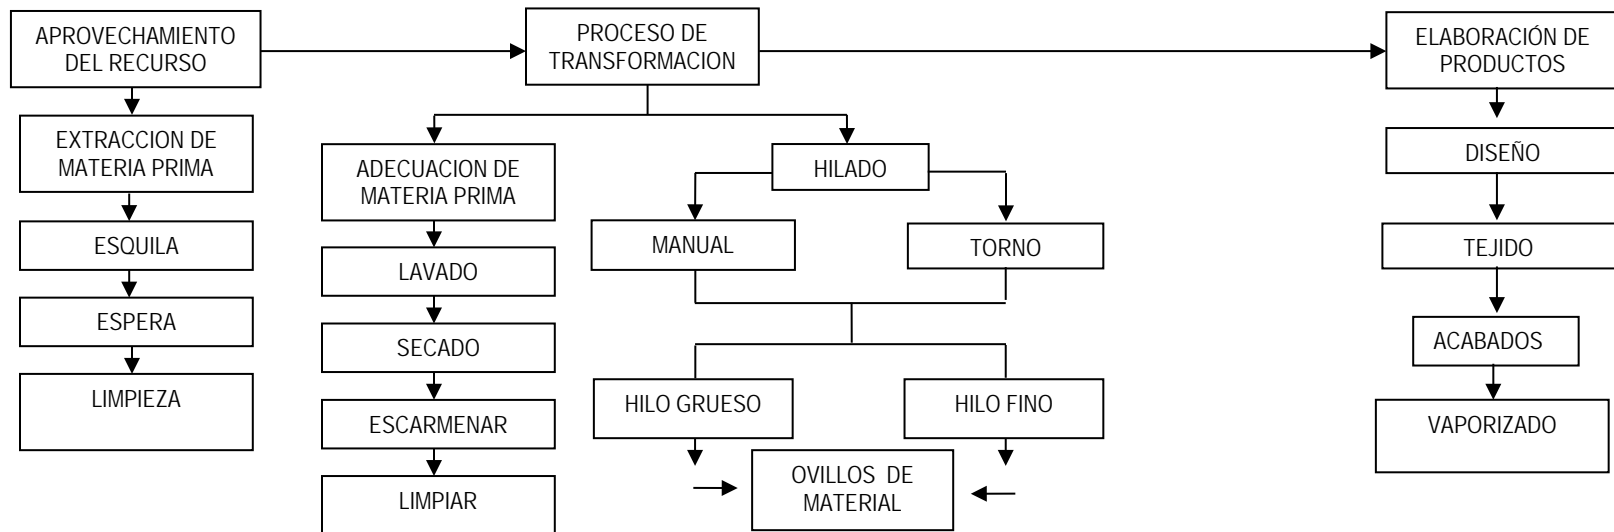 APROVECHAMIENTO
DEL RECURSO
PROCESO DE
TRANSFORMACION
ELABORACIÓN DE
PRODUCTOS
EXTRACCION DE
MATERIA PRIMA
ESQUILA
ESPERA
LIMPIEZA
ADECUACION DE
MATERIA PRIMA
LAVADO
SECADO
ESCARMENAR
LIMPIAR
HILADO
MANUAL
TORNO
HILO GRUESO
HILO FINO
OVILLOS DE
MATERIAL
DISEÑO
TEJIDO
ACABADOS
VAPORIZADO